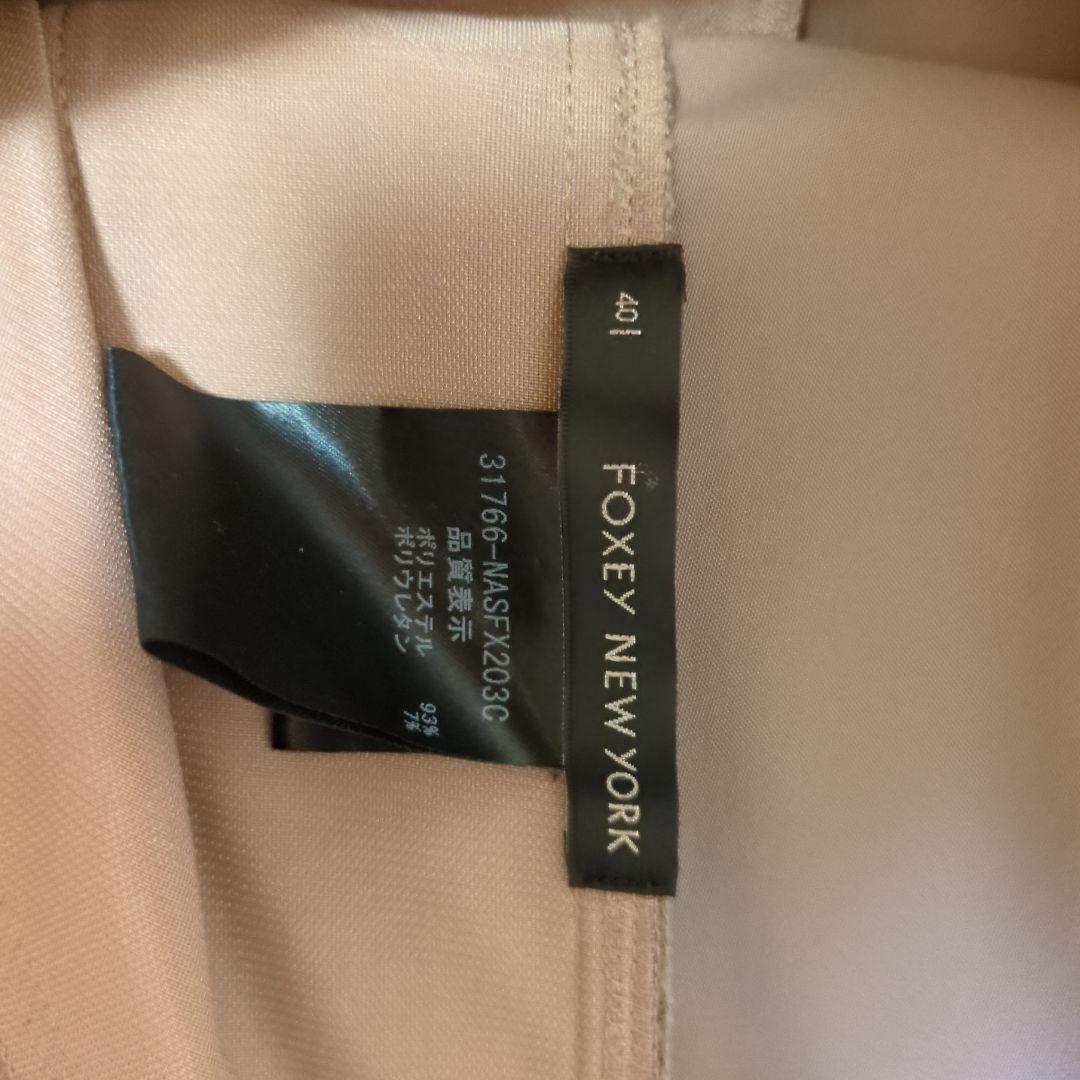 40
FOXEY NEW YORK
31766-NASFX203C
品質表示
ポリエステル 93%
ポリウレタン 7%